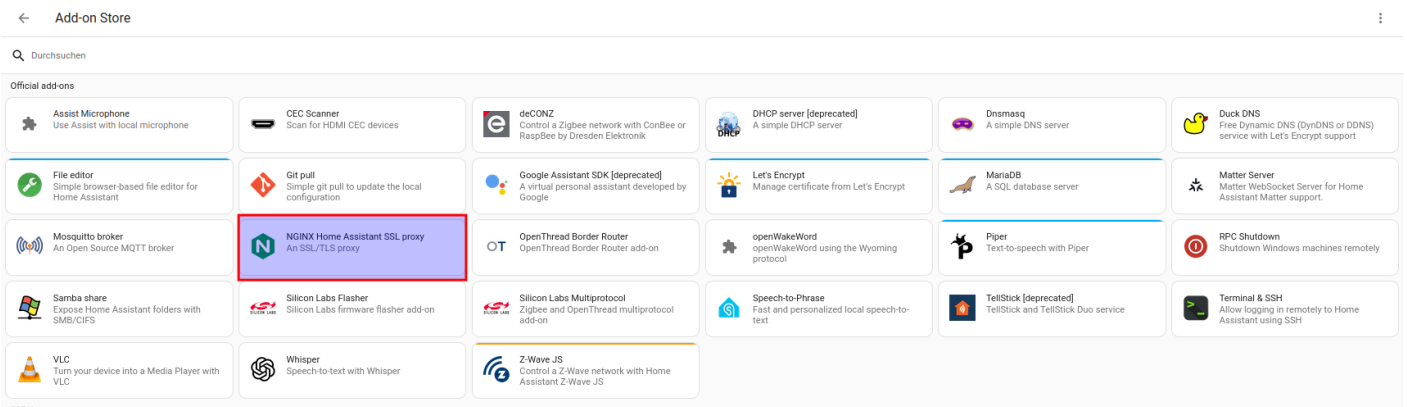 Add-on Store
Durchsuchen
Official add-ons
Assist Microphone
Use Assist with local microphone
CEC Scanner
Scan for HDMI CEC devices
deCONZ
Control a Zigbee network with ConBee or
RaspBee by Dresden Elektronik
DHCP
DHCP server [deprecated]
A simple DHCP server
Dnsmasq
A simple DNS server
Duck DNS
Free Dynamic DNS (DynDNS or DDNS)
service with Let's Encrypt support
File editor
Simple browser-based file editor for
Home Assistant
Git pull
Simple git pull to update the local
configuration
Google Assistant SDK [deprecated]
A virtual personal assistant developed by
Google
Let's Encrypt
Manage certificate from Let's Encrypt
MariaDB
A SQL database server
Matter Server
Matter WebSocket Server for Home
Assistant Matter support.
Mosquitto broker
An Open Source MQTT broker
N
NGINX Home Assistant SSL proxy
An SSL/TLS proxy
OT
OpenThread Border Router
OpenThread Border Router add-on
openWakeWord
openWakeWord using the Wyoming
protocol
Piper
Text-to-speech with Piper
RPC Shutdown
Shutdown Windows machines remotely
Samba share
Expose Home Assistant folders with
SMB/CIFS
SILICON LABS
Silicon Labs Flasher
Silicon Labs firmware flasher add-on
SILICON LABS
Silicon Labs Multiprotocol
Zigbee and OpenThread multiprotocol
add-on
Speech-to-Phrase
Fast and personalized local speech-to-
text
TellStick [deprecated]
TellStick and TellStick Duo service
Terminal & SSH
Allow logging in remotely to Home
Assistant using SSH
VLC
Turn your device into a Media Player with
VLC
Whisper
Speech-to-text with Whisper
Z-Wave JS
Control a Z-Wave network with Home
Assistant Z-Wave JS